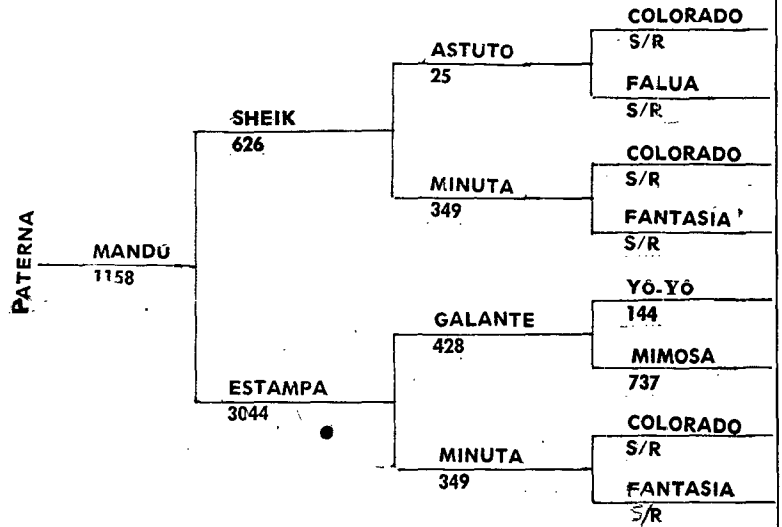 PATERNA
MANDÚ
1158
SHEIK
626
ESTAMPA
3044
ASTUTO
25
MINUTA
349
GALANTE
428
MINUTA
349
COLORADO
S/R
FALUA
S/R
COLORADO
S/R
FANTASIA
S/R
YÔ-YÔ
144
MIMOSA
737
COLORADO
S/R
FANTASIA
S/R